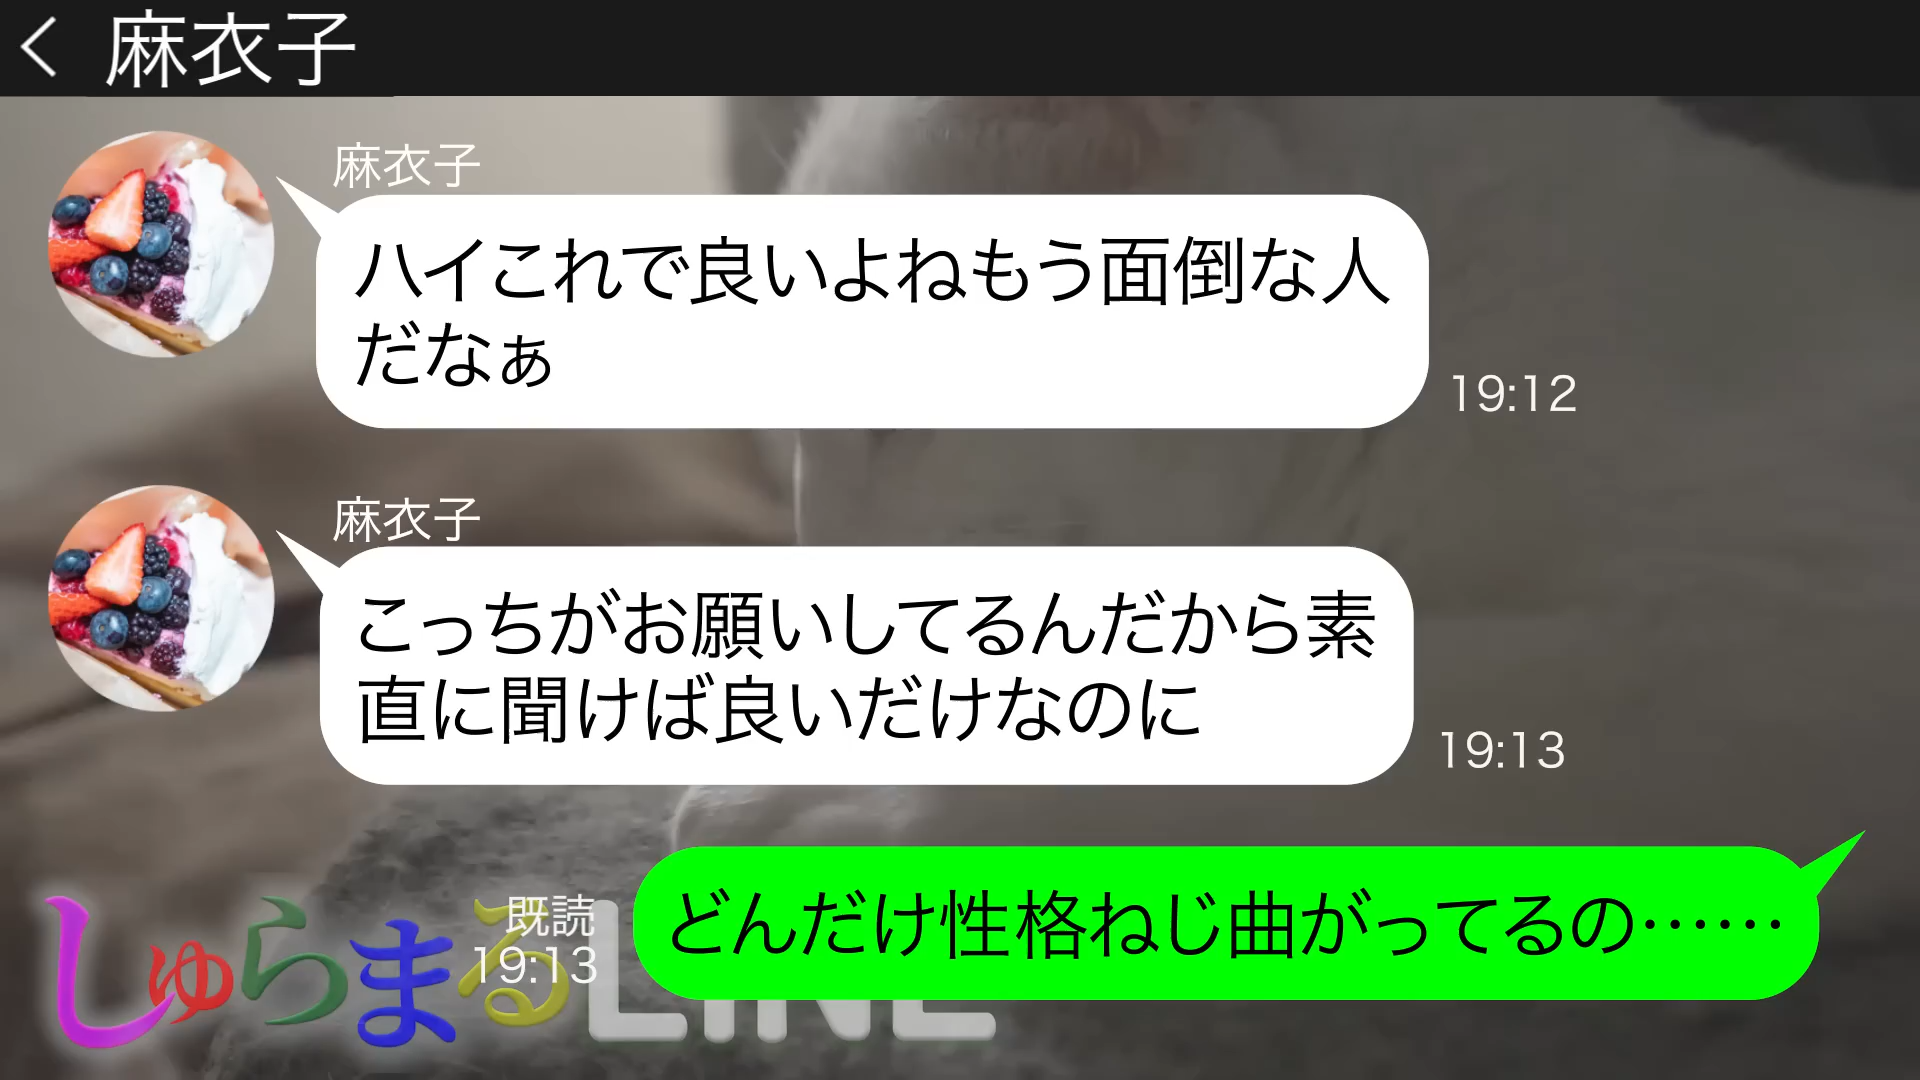 麻衣子
麻衣子
ハイこれで良いよねもう面倒な人
だなぁ
19:12
麻衣子
こっちがお願いしてるんだから素
直に聞けば良いだけなのに
19:13
どんだけ性格ねじ曲がってるの……
既読
19:13
しゅらまるLINE